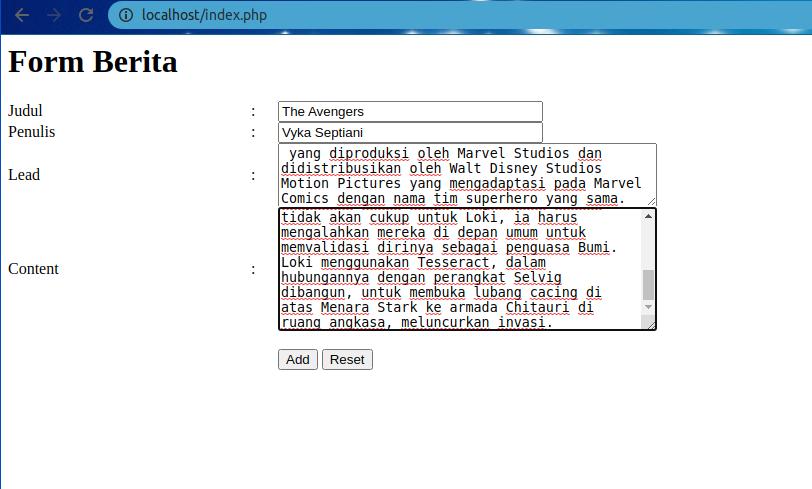 localhost/index.php
Form Berita
Judul : The Avengers
Penulis : Vyka Septiani
Lead :
yang diproduksi oleh Marvel Studios dan
didistribusikan oleh Walt Disney Studios
Motion Pictures yang mengadaptasi pada Marvel
Comics dengan nama tim superhero yang sama.
Content :
tidak akan cukup untuk Loki, ia harus
mengalahkan mereka di depan umum untuk
memvalidasi dirinya sebagai penguasa Bumi.
Loki menggunakan Tesseract, dalam
hubungannya dengan perangkat Selvig
dibangun, untuk membuka lubang cacing di
atas Menara Stark ke armada Chitauri di
ruang angkasa, meluncurkan invasi.
Add Reset